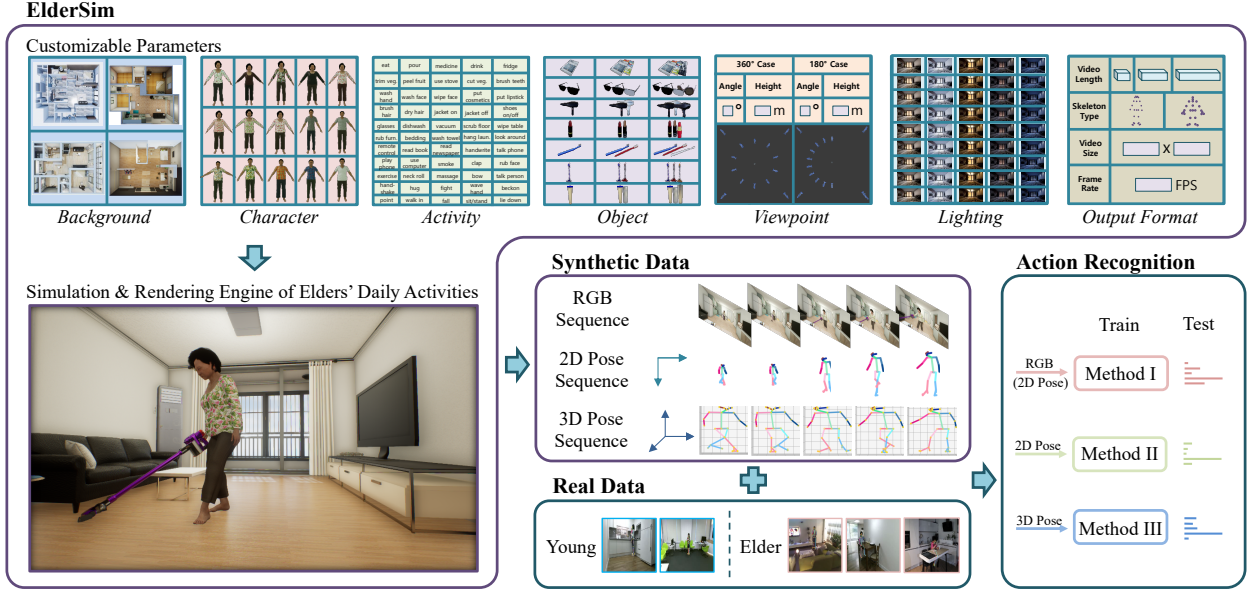 ElderSim
Customizable Parameters
eat pour medicine drink fridge
trim veg. peel fruit use stove cut veg. brush teeth
wash hand wash face wipe face put cosmetics put lipstick
brush hair dry hair jacket on jacket off shoes on/off
glasses dishwash vacuum scrub floor wipe table
rub furn. bedding wash towel hang laun. look around
remote control read book read newspaper handwrite talk phone
play phone use computer smoke clap rub face
exercise neck roll massage bow talk person
hand-shake hug fight wave hand beckon
point walk in fall sit/stand lie down
360° Case 180° Case
Angle Height Angle Height
° m ° m
Video Length
Skeleton Type
Video Size X
Frame Rate FPS
Background Character Activity Object Viewpoint Lighting Output Format
Simulation & Rendering Engine of Elders' Daily Activities
Synthetic Data
RGB
Sequence
2D Pose
Sequence
3D Pose
Sequence
Real Data
Young Elder
Action Recognition
Train Test
RGB
(2D Pose)
Method I
2D Pose
Method II
3D Pose
Method III